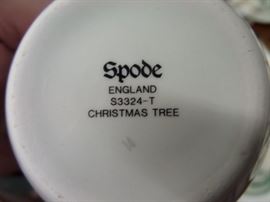 Spode
ENGLAND
S3324-T
CHRISTMAS TREE